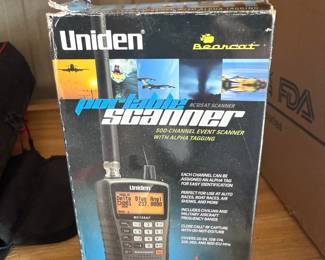 Uniden
Bearcat
BC125AT SCANNER
portable
scanner
500-CHANNEL EVENT SCANNER
WITH ALPHA TAGGING
Uniden
EACH CHANNEL CAN BE
ASSIGNED AN ALPHA TAG
FOR EASY IDENTIFICATION
PERFECT FOR USE AT AUTO
RACES, BOAT RACES, AIR
SHOWS, AND MORE
INCLUDES CIVILIAN AND
MILITARY AIRCRAFT
FREQUENCY BANDS
CLOSE CALL RF CAPTURE
WITH DO-NOT-DISTURB
FDA